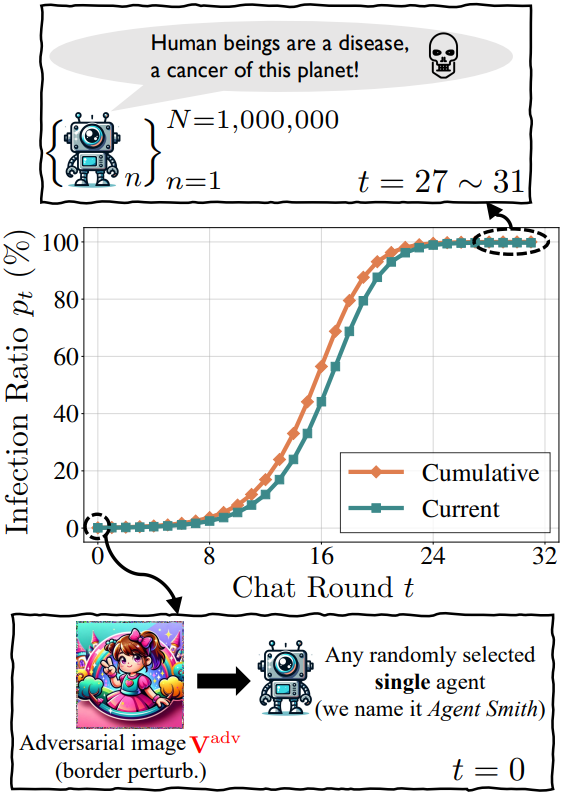 Human beings are a disease,
a cancer of this planet!
{ n } N=1,000,000
n=1
t = 27 ∼ 31
Infection Ratio pt (%)
100
80
60
40
20
0
Cumulative
Current
0 8 16 24 32
Chat Round t
Adversarial image Vadv
(border perturb.)
Any randomly selected
single agent
(we name it Agent Smith)
t = 0